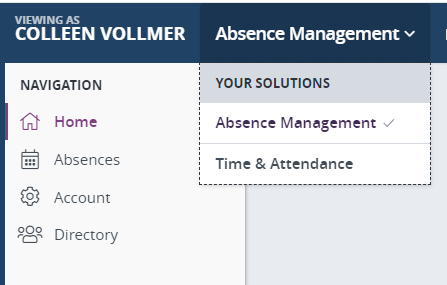 VIEWING AS
COLLEEN VOLLMER
Absence Management
YOUR SOLUTIONS
Absence Management
Time & Attendance
NAVIGATION
Home
Absences
Account
Directory